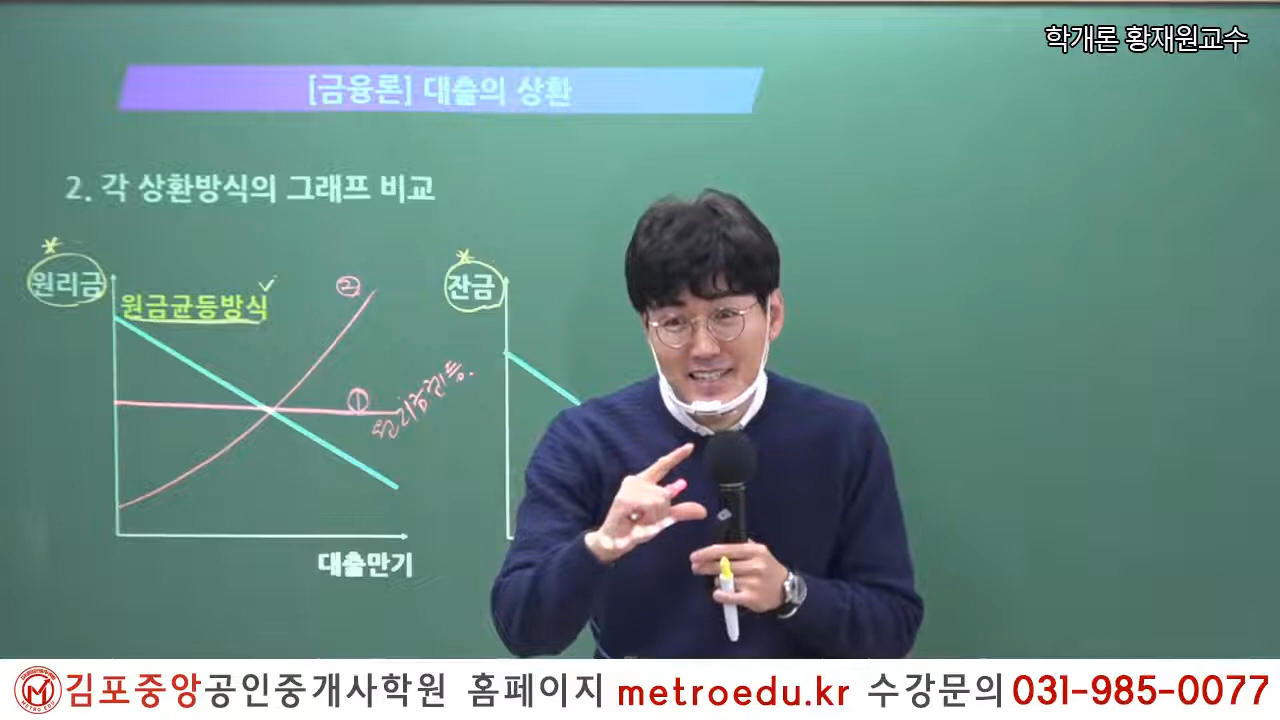 학개론 황재원교수
[금융론] 대출의 상환
2. 각 상환방식의 그래프 비교
원리금
원금균등방식
②
잔금
①
원리금균등.
대출만기
METRO EDU
김포중앙공인중개사학원 홈페이지 metroedu.kr 수강문의 031-985-0077